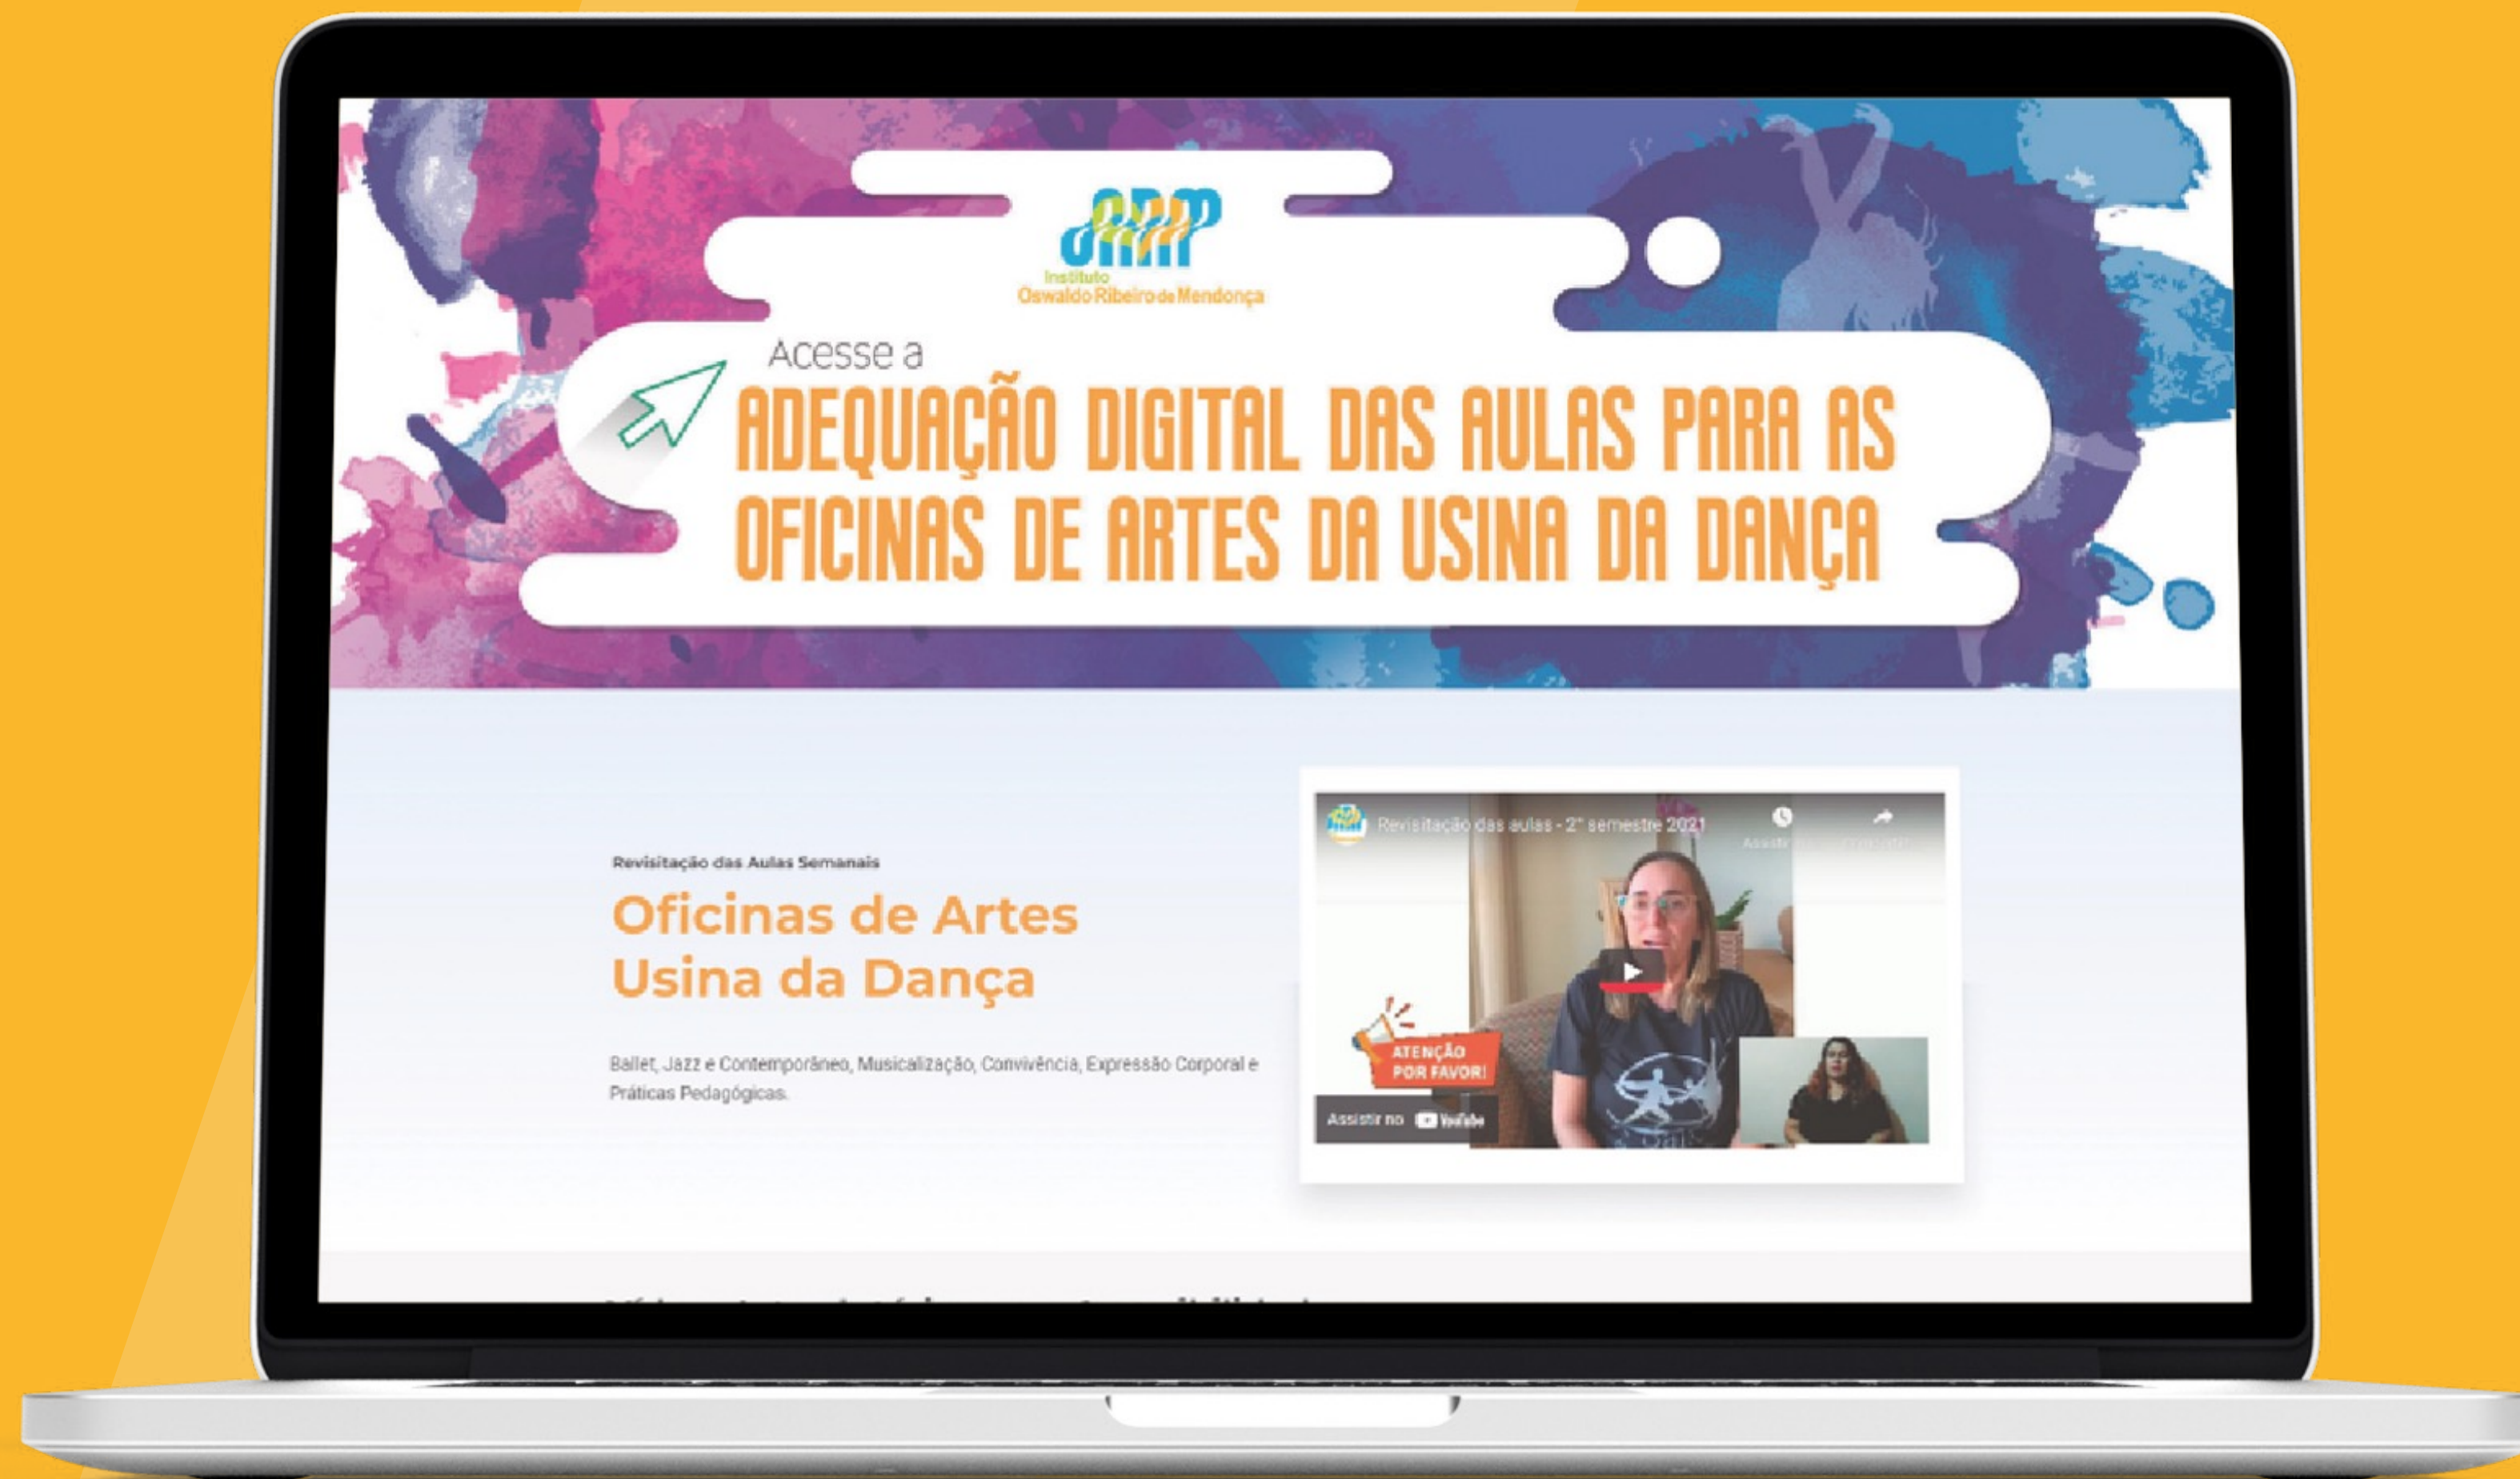 Instituto
Oswaldo Ribeiro de Mendonça
Acesse a
ADEQUAÇÃO DIGITAL DAS AULAS PARA AS
OFICINAS DE ARTES DA USINA DA DANÇA
Revisitação das Aulas Semanais
Oficinas de Artes
Usina da Dança
Ballet, Jazz e Contemporâneo, Musicalização, Convivência, Expressão Corporal e
Práticas Pedagógicas.
Revisitação das aulas - 2° semestre 2021
ATENÇÃO
POR FAVOR!
Assistir no YouTube